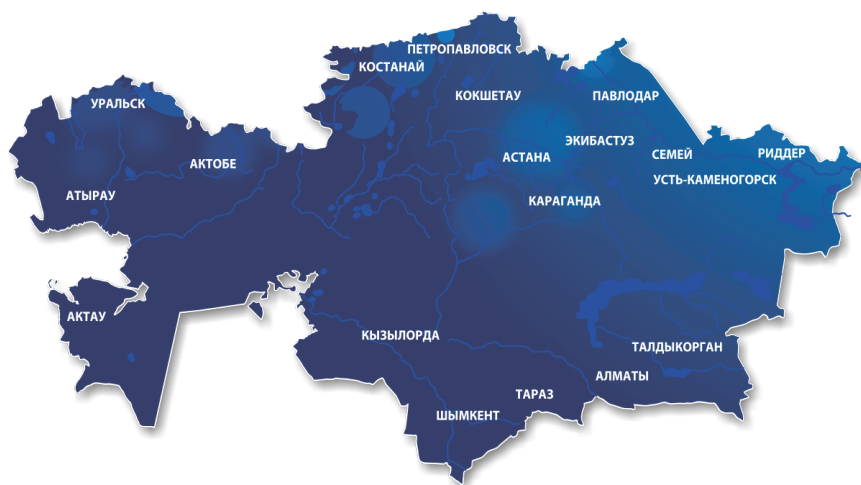 ПЕТРОПАВЛОВСК
КОСТАНАЙ
КОКШЕТАУ
ПАВЛОДАР
УРАЛЬСК
ЭКИБАСТУЗ
АСТАНА
СЕМЕЙ
РИДДЕР
АКТОБЕ
УСТЬ-КАМЕНОГОРСК
АТЫРАУ
КАРАГАНДА
АКТАУ
КЫЗЫЛОРДА
ТАЛДЫКОРГАН
АЛМАТЫ
ТАРАЗ
ШЫМКЕНТ